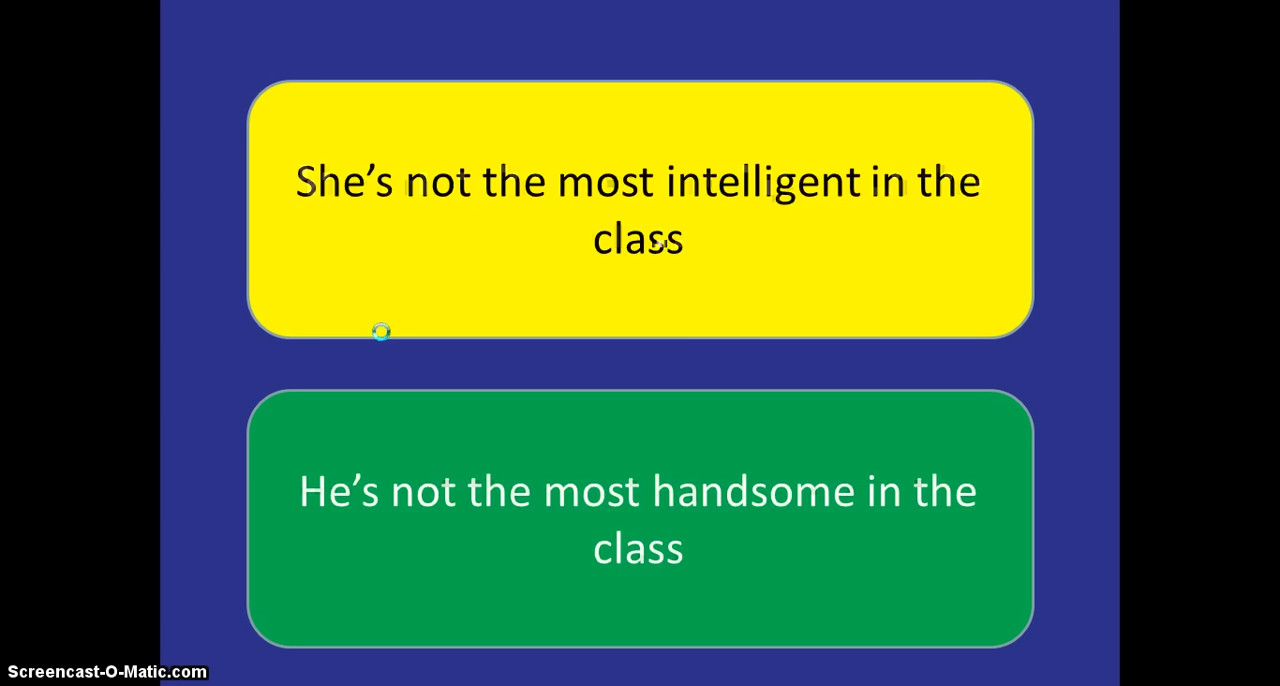 She’s not the most intelligent in the
class
He’s not the most handsome in the
class
Screencast-O-Matic.com